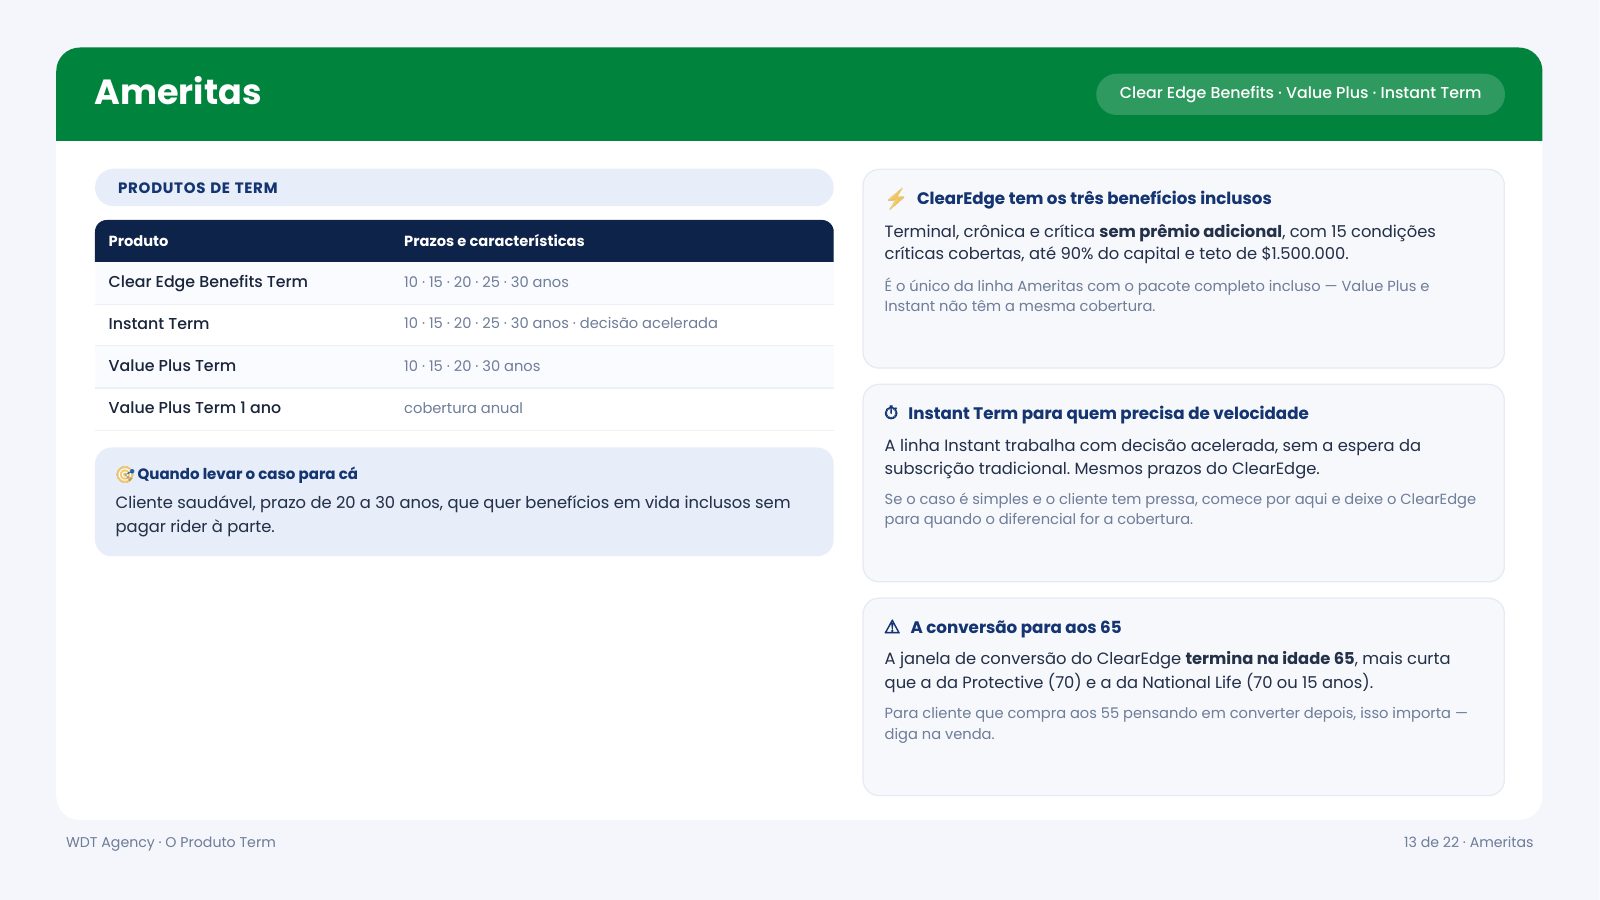 Ameritas
Clear Edge Benefits · Value Plus · Instant Term
PRODUTOS DE TERM
Produto Prazos e características
Clear Edge Benefits Term 10 · 15 · 20 · 25 · 30 anos
Instant Term 10 · 15 · 20 · 25 · 30 anos · decisão acelerada
Value Plus Term 10 · 15 · 20 · 30 anos
Value Plus Term 1 ano cobertura anual
🎯 Quando levar o caso para cá
Cliente saudável, prazo de 20 a 30 anos, que quer benefícios em vida inclusos sem
pagar rider à parte.
⚡ ClearEdge tem os três benefícios inclusos
Terminal, crônica e crítica sem prêmio adicional, com 15 condições
críticas cobertas, até 90% do capital e teto de $1.500.000.
É o único da linha Ameritas com o pacote completo incluso — Value Plus e
Instant não têm a mesma cobertura.
⏱ Instant Term para quem precisa de velocidade
A linha Instant trabalha com decisão acelerada, sem a espera da
subscrição tradicional. Mesmos prazos do ClearEdge.
Se o caso é simples e o cliente tem pressa, comece por aqui e deixe o ClearEdge
para quando o diferencial for a cobertura.
⚠ A conversão para aos 65
A janela de conversão do ClearEdge termina na idade 65, mais curta
que a da Protective (70) e a da National Life (70 ou 15 anos).
Para cliente que compra aos 55 pensando em converter depois, isso importa —
diga na venda.
WDT Agency · O Produto Term
13 de 22 · Ameritas